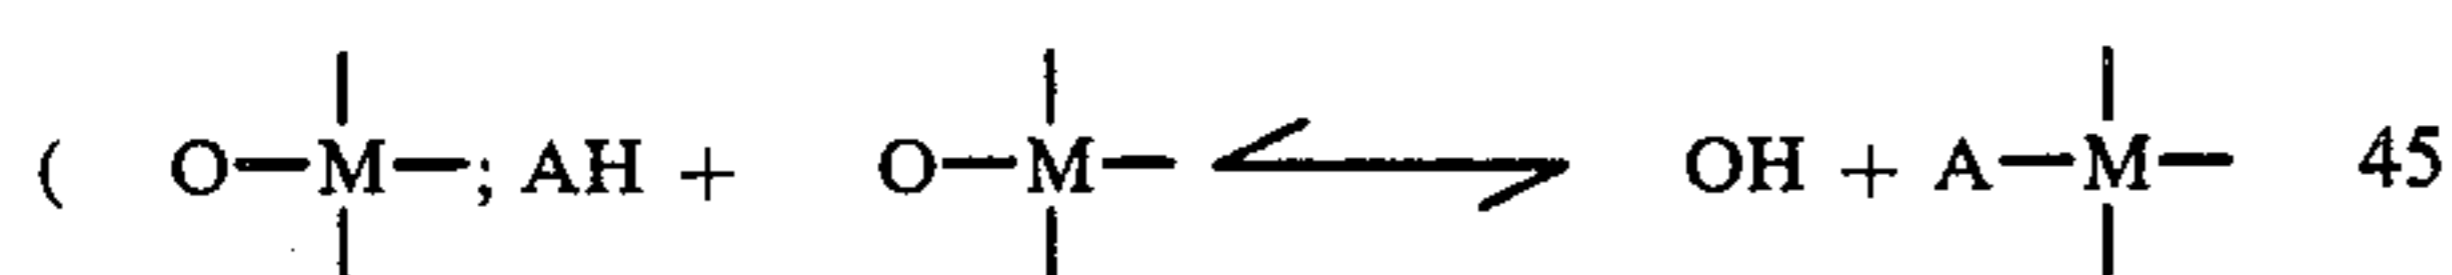 ( O—M—; AH + O—M— ⇌ OH + A—M— 45